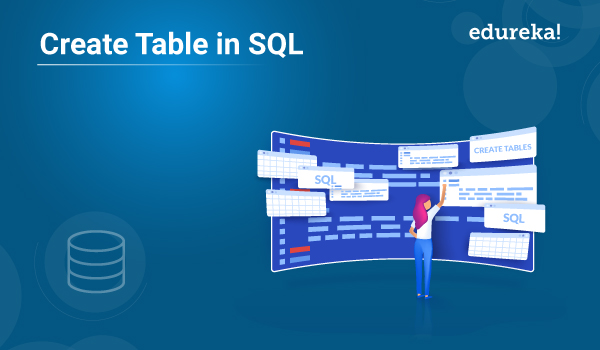 Create Table in SQL
edureka!
CREATE TABLES
SQL
SQL